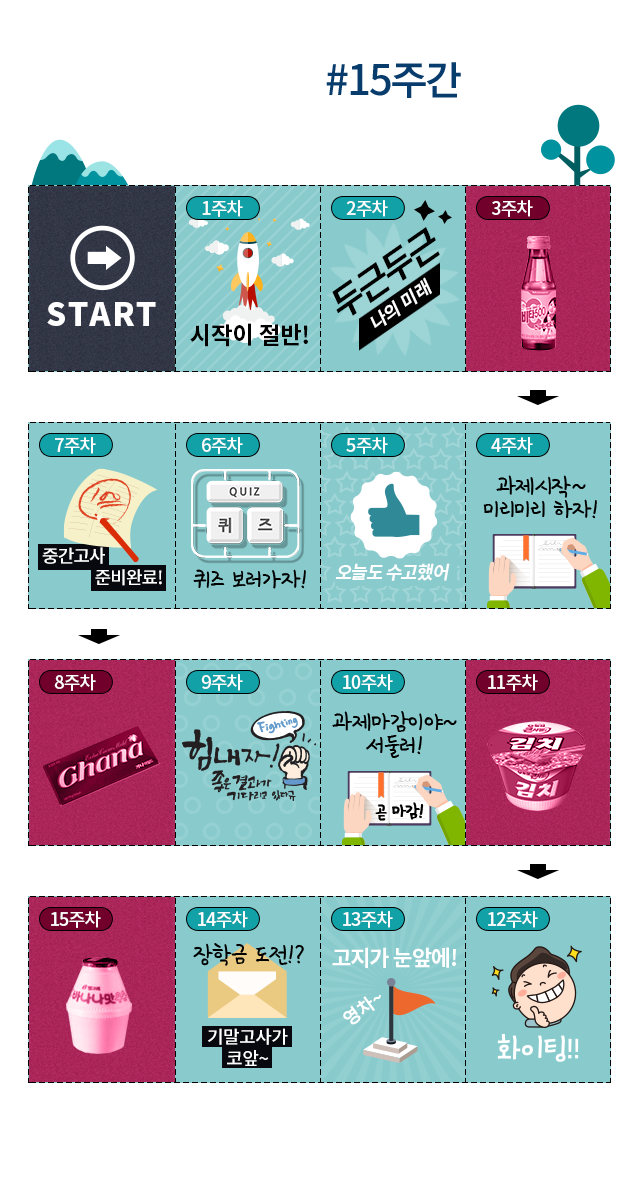 #15주간
START
1주차
시작이 절반!
2주차
두근두근
나의 미래
3주차
비타500
7주차
중간고사
준비완료!
6주차
QUIZ
퀴 즈
퀴즈 보러가자!
5주차
오늘도 수고했어
4주차
과제시작~
미리미리 하자!
8주차
Ghana
9주차
Fighting
힘내자!
좋은 결과가
기다리고 있다규
10주차
과제마감이야~
서둘러!
곧 마감!
11주차
김치
김치
15주차
바나나맛
14주차
장학금 도전!?
기말고사가
코앞~
13주차
고지가 눈앞에!
영차~
12주차
화이팅!!